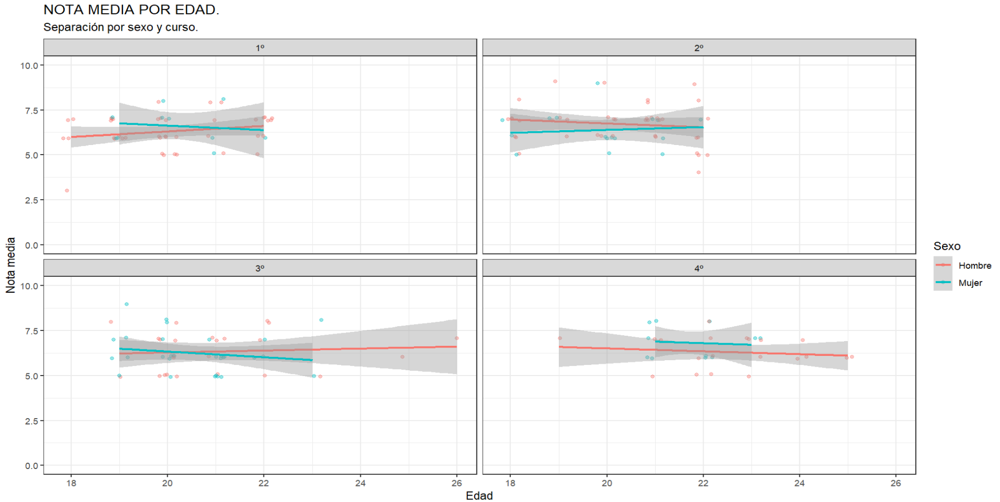 NOTA MEDIA POR EDAD.
Separación por sexo y curso.
1º
2º
10.0
7.5
5.0
2.5
0.0
3º
4º
10.0
7.5
5.0
2.5
0.0
18 20 22 24 26
18 20 22 24 26
Nota media
Edad
Sexo
Hombre
Mujer